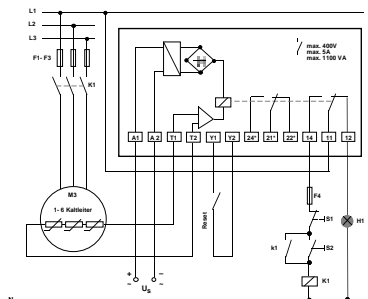 L1
L2
L3
F1- F3
K1
max. 400V
max. 5A
max. 1100 VA
A1 A 2 T1 T2 Y1 Y2 24* 21* 22* 14 11 12
M3
1- 6 Kaltleiter
Reset
F4
S1
H1
k1
S2
K1
+ −
~ ~
Us